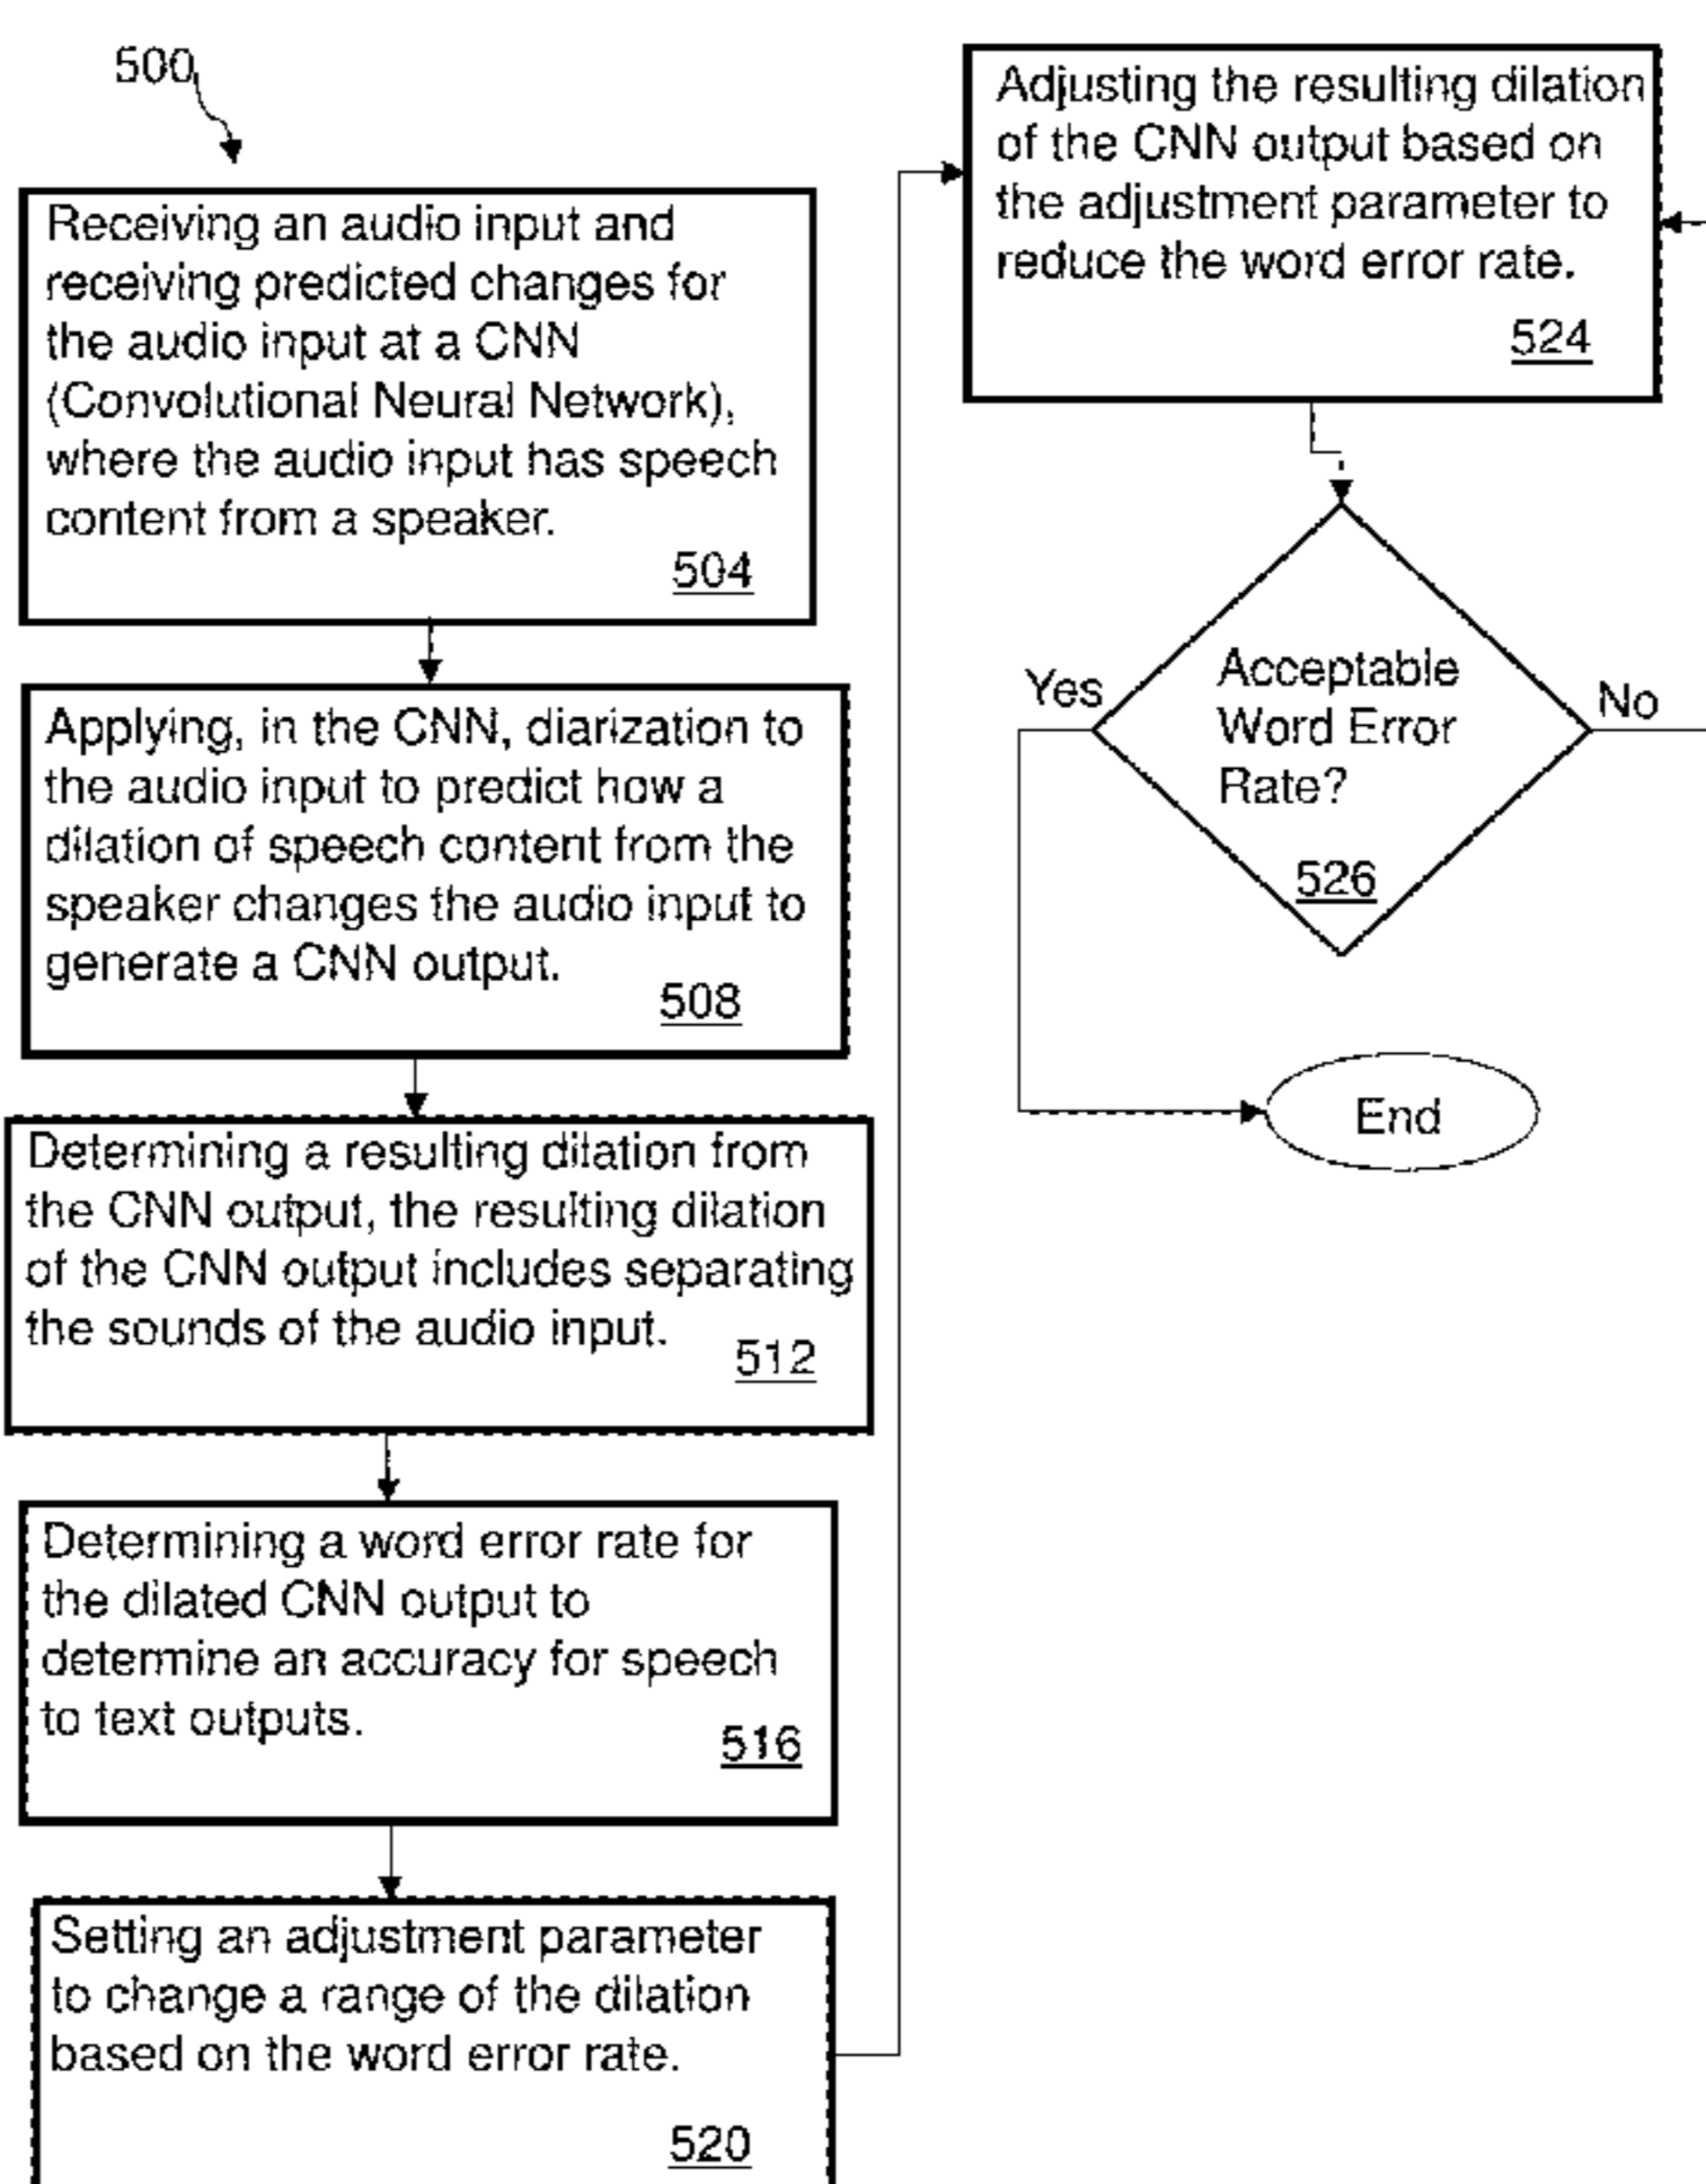 500
Receiving an audio input and
receiving predicted changes for
the audio input at a CNN
(Convolutional Neural Network),
where the audio input has speech
content from a speaker.
504
Applying, in the CNN, diarization to
the audio input to predict how a
dilation of speech content from the
speaker changes the audio input to
generate a CNN output.
508
Determining a resulting dilation from
the CNN output, the resulting dilation
of the CNN output includes separating
the sounds of the audio input.
512
Determining a word error rate for
the dilated CNN output to
determine an accuracy for speech
to text outputs.
516
Setting an adjustment parameter
to change a range of the dilation
based on the word error rate.
520
Adjusting the resulting dilation
of the CNN output based on
the adjustment parameter to
reduce the word error rate.
524
Yes
Acceptable
Word Error
Rate?
526
No
End